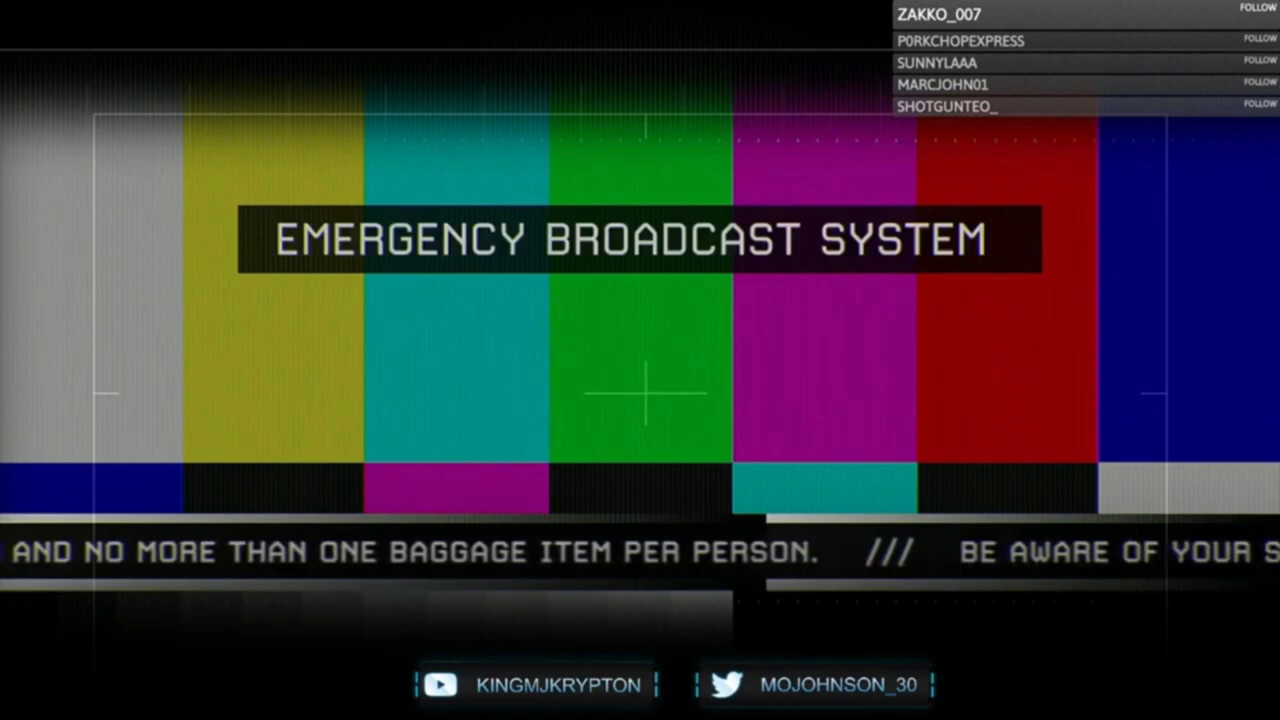 ZAKKO_007 FOLLOW
P0RKCHOPEXPRESS FOLLOW
SUNNYLAAA FOLLOW
MARCJOHN01 FOLLOW
SHOTGUNTEO_ FOLLOW
EMERGENCY BROADCAST SYSTEM
AND NO MORE THAN ONE BAGGAGE ITEM PER PERSON. /// BE AWARE OF YOUR S
KINGMJKRYPTON MOJOHNSON_30